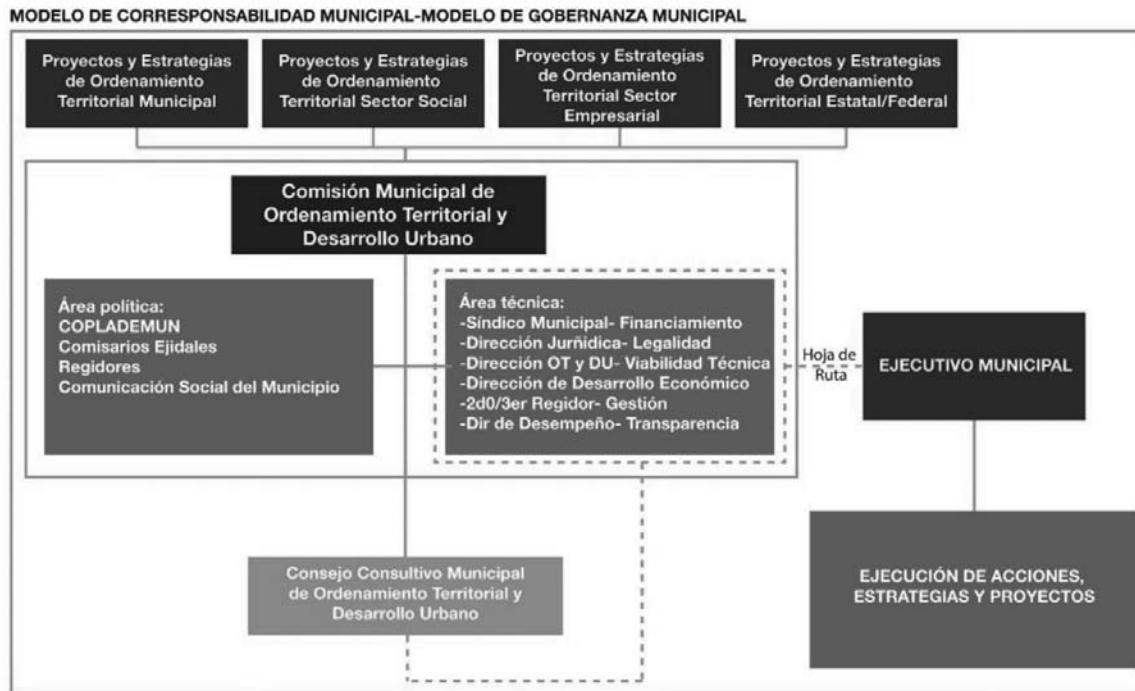 MODELO DE CORRESPONSABILIDAD MUNICIPAL-MODELO DE GOBERNANZA MUNICIPAL
Proyectos y Estrategias
de Ordenamiento
Territorial Municipal
Proyectos y Estrategias
de Ordenamiento
Territorial Sector Social
Proyectos y Estrategias
de Ordenamiento
Territorial Sector
Empresarial
Proyectos y Estrategias
de Ordenamiento
Territorial Estatal/Federal
Comisión Municipal de
Ordenamiento Territorial y
Desarrollo Urbano
Área política:
COPLADEMUN
Comisarios Ejidales
Regidores
Comunicación Social del Municipio
Área técnica:
-Síndico Municipal- Financiamiento
-Dirección Jurñidica- Legalidad
-Dirección OT y DU- Viabilidad Técnica
-Dirección de Desarrollo Económico
-2d0/3er Regidor- Gestión
-Dir de Desempeño- Transparencia
Hoja de
Ruta
EJECUTIVO MUNICIPAL
Consejo Consultivo Municipal
de Ordenamiento Territorial y
Desarrollo Urbano
EJECUCIÓN DE ACCIONES,
ESTRATEGIAS Y PROYECTOS